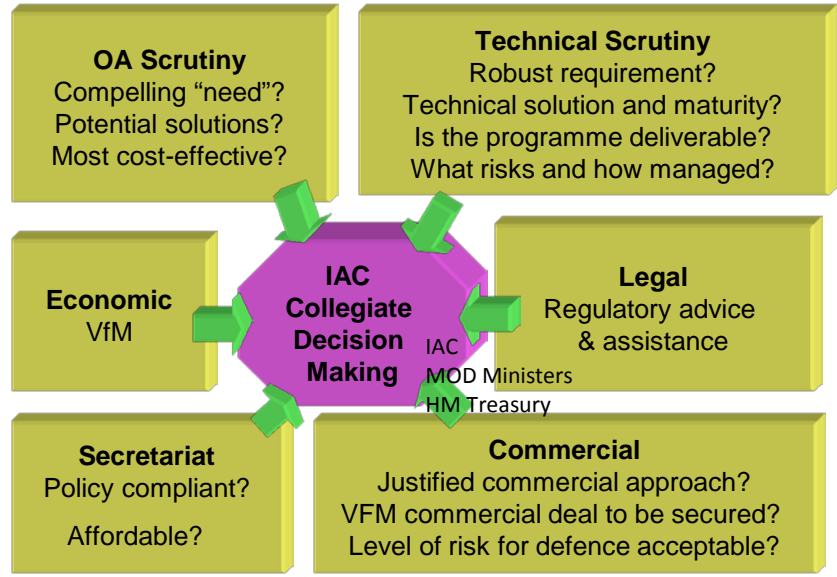 OA Scrutiny
Compelling “need”?
Potential solutions?
Most cost-effective?
Technical Scrutiny
Robust requirement?
Technical solution and maturity?
Is the programme deliverable?
What risks and how managed?
Economic
VfM
IAC
Collegiate
Decision
Making
IAC
MOD Ministers
HM Treasury
Legal
Regulatory advice
& assistance
Secretariat
Policy compliant?
Affordable?
Commercial
Justified commercial approach?
VFM commercial deal to be secured?
Level of risk for defence acceptable?